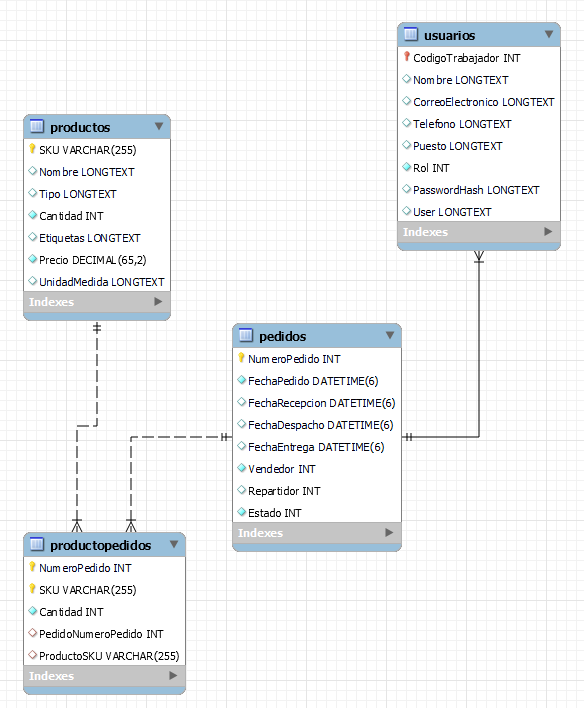 usuarios
CodigoTrabajador INT
Nombre LONGTEXT
CorreoElectronico LONGTEXT
Telefono LONGTEXT
Puesto LONGTEXT
Rol INT
PasswordHash LONGTEXT
User LONGTEXT
Indexes
productos
SKU VARCHAR(255)
Nombre LONGTEXT
Tipo LONGTEXT
Cantidad INT
Etiquetas LONGTEXT
Precio DECIMAL(65,2)
UnidadMedida LONGTEXT
Indexes
pedidos
NumeroPedido INT
FechaPedido DATETIME(6)
FechaRecepcion DATETIME(6)
FechaDespacho DATETIME(6)
FechaEntrega DATETIME(6)
Vendedor INT
Repartidor INT
Estado INT
Indexes
productopedidos
NumeroPedido INT
SKU VARCHAR(255)
Cantidad INT
PedidoNumeroPedido INT
ProductoSKU VARCHAR(255)
Indexes